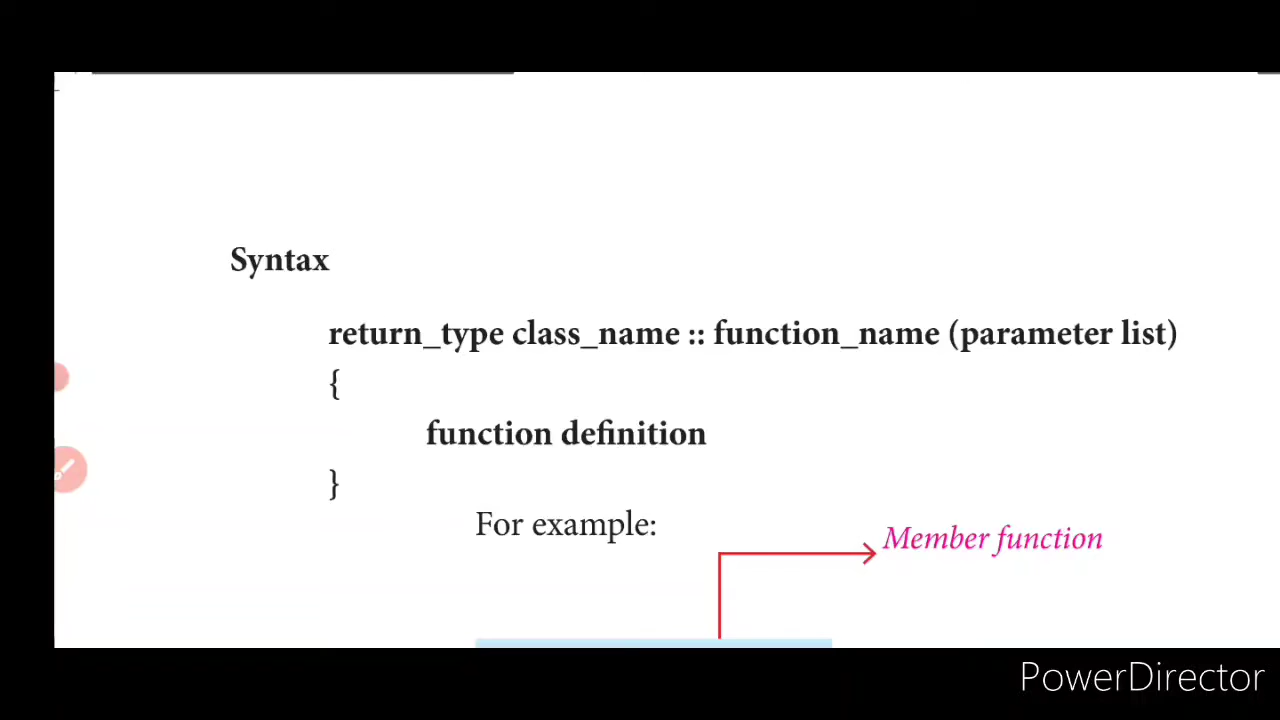 Syntax
return_type class_name :: function_name (parameter list)
{
function definition
}
For example:
Member function
PowerDirector